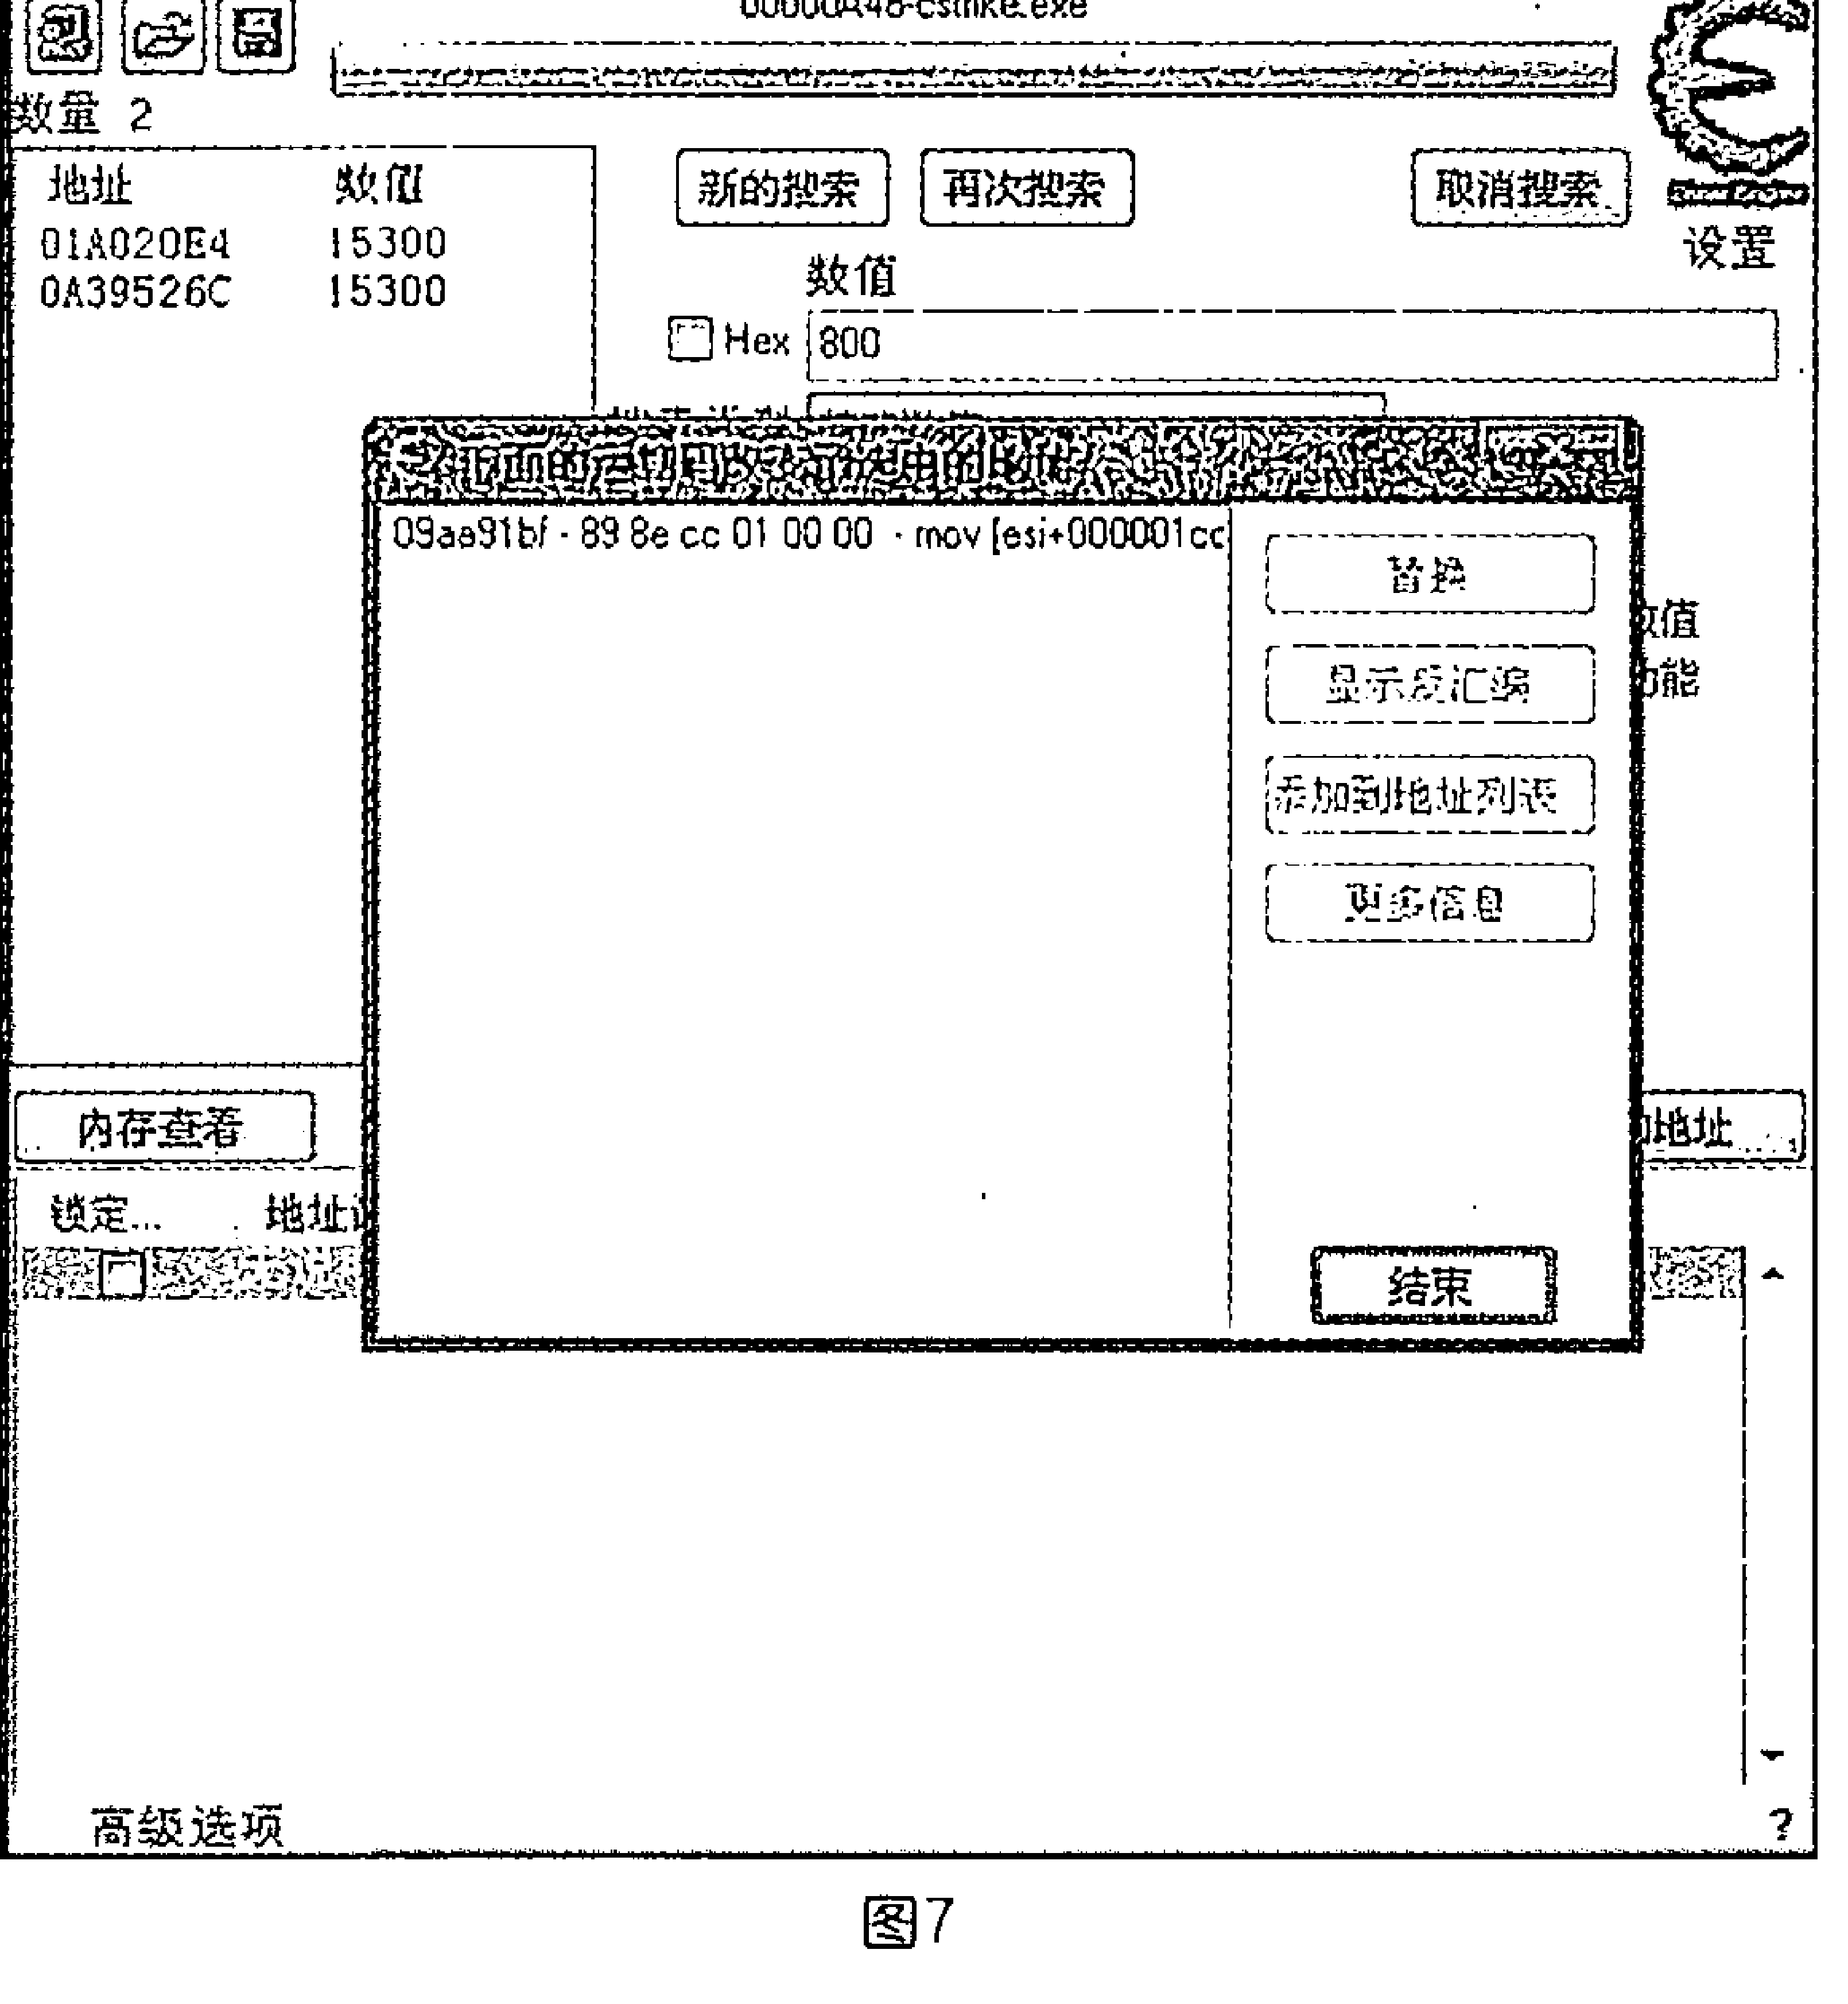 数量 2
地址 数值
01A020E4 15300
0A39526C 15300
新的搜索 再次搜索 取消搜索
设置
数值
Hex 800
09ae91bf - 89 8e cc 01 00 00 - mov [esi+000001cc
替换
显示反汇编
添加到地址列表
更多信息
结束
数值
功能
内存查看
地址
锁定... 地址
高级选项 ?
图7